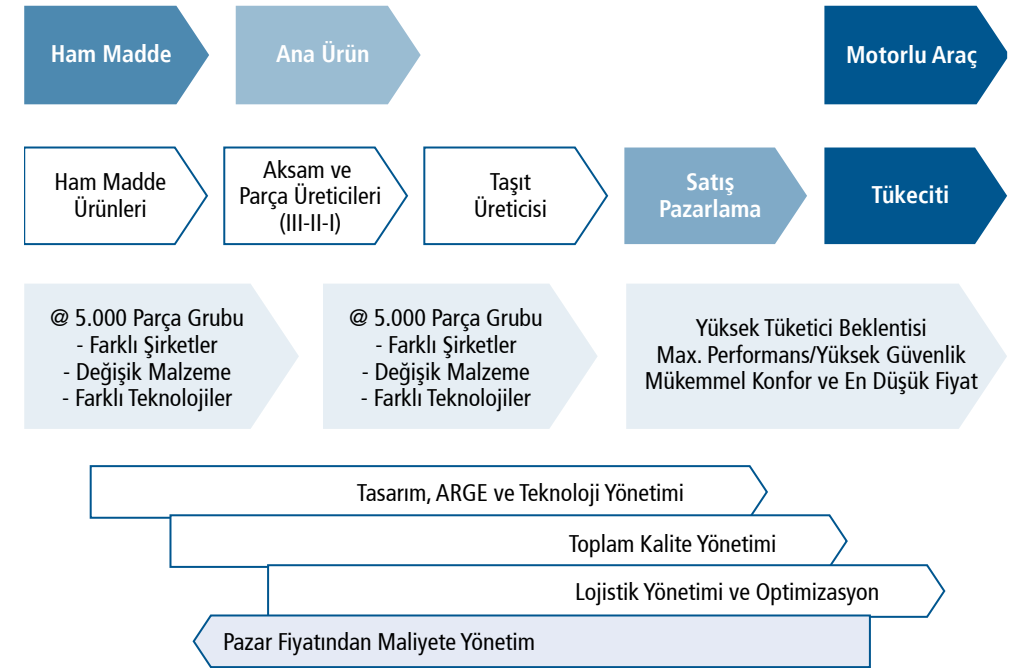 Ham Madde
Ana Ürün
Motorlu Araç
Ham Madde
Ürünleri
Aksam ve
Parça Üreticileri
(III-II-I)
Taşıt
Üreticisi
Satış
Pazarlama
Tükeciti
@ 5.000 Parça Grubu
- Farklı Şirketler
- Değişik Malzeme
- Farklı Teknolojiler
@ 5.000 Parça Grubu
- Farklı Şirketler
- Değişik Malzeme
- Farklı Teknolojiler
Yüksek Tüketici Beklentisi
Max. Performans/Yüksek Güvenlik
Mükemmel Konfor ve En Düşük Fiyat
Tasarım, ARGE ve Teknoloji Yönetimi
Toplam Kalite Yönetimi
Lojistik Yönetimi ve Optimizasyon
Pazar Fiyatından Maliyete Yönetim